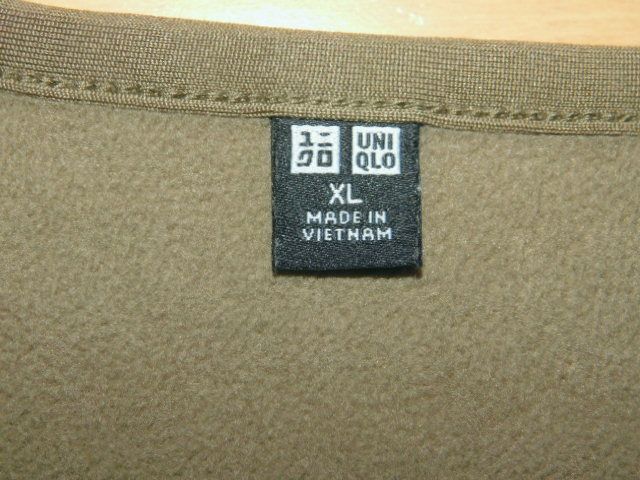 ユニ UNI
クロ QLO
XL
MADE IN
VIETNAM